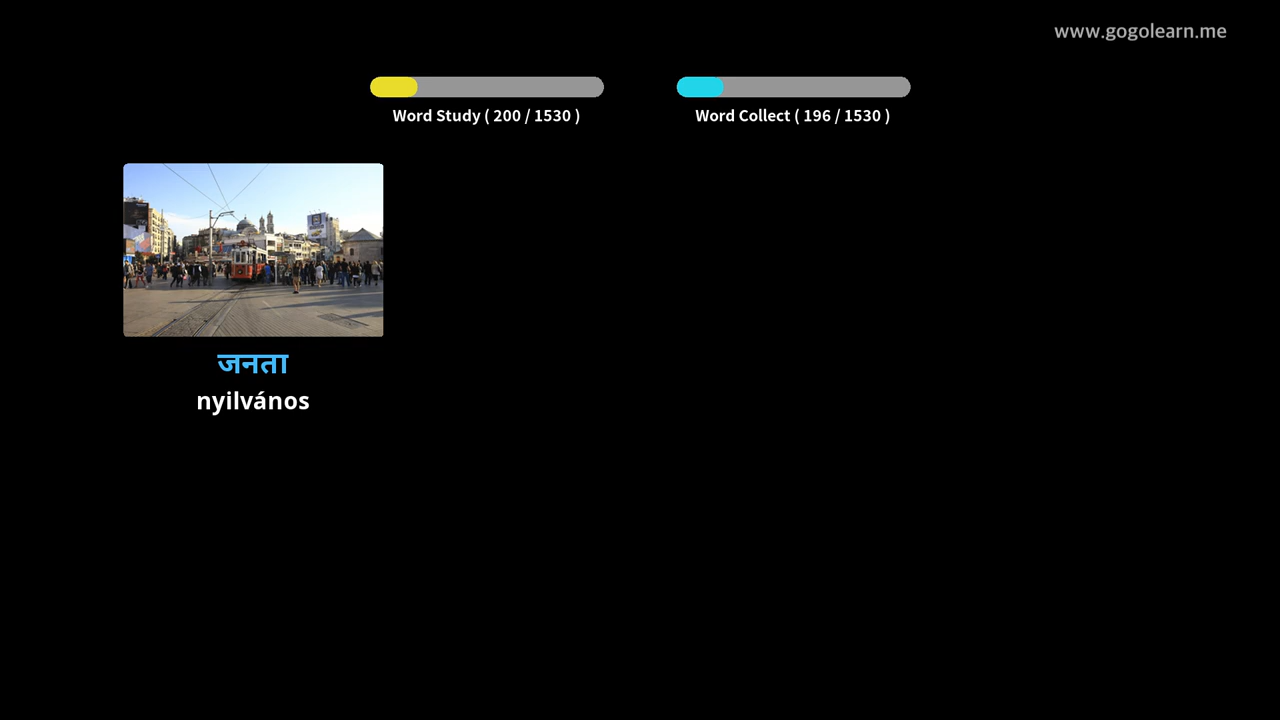 www.gogolearn.me
Word Study ( 200 / 1530 )
Word Collect ( 196 / 1530 )
जनता
nyilvános